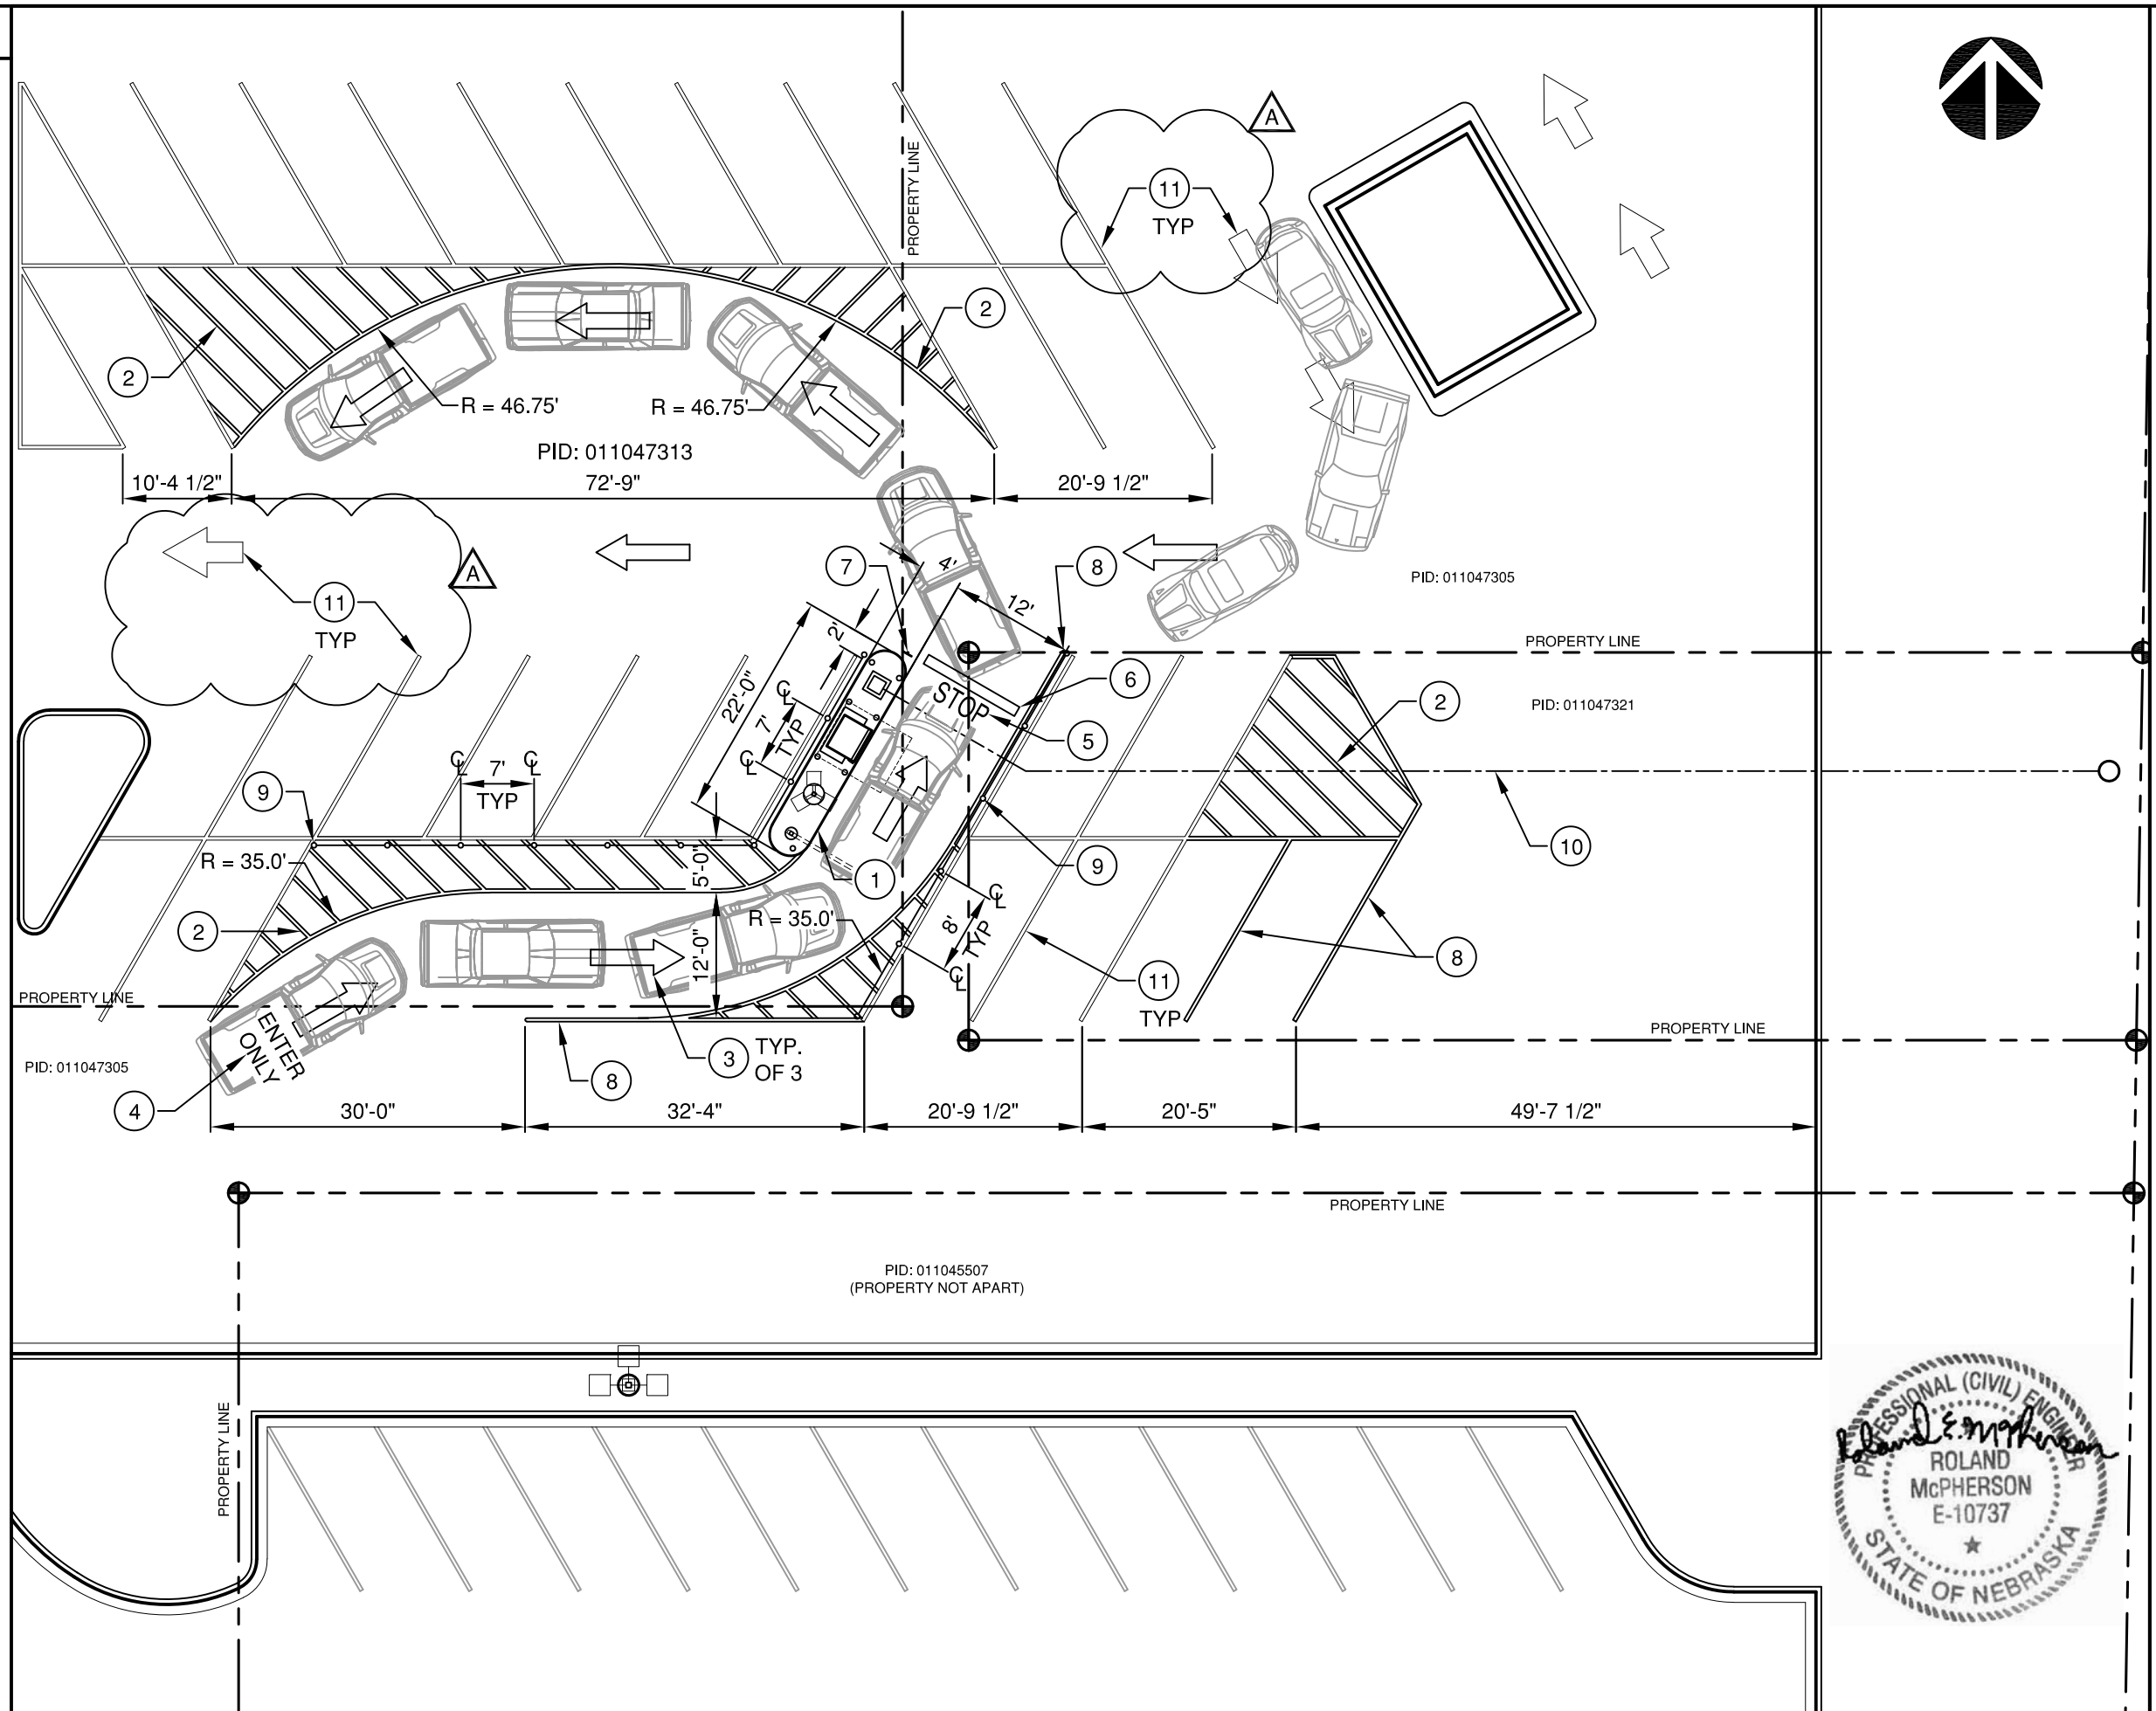 A
11
TYP
PROPERTY LINE
2
2
R = 46.75'
R = 46.75'
PID: 011047313
10'-4 1/2"
72'-9"
20'-9 1/2"
A
11
TYP
7
4'
8
12'
2'
PID: 011047305
PROPERTY LINE
22'-0"
℄
7'
TYP
℄
STOP
6
5
2
PID: 011047321
℄
7'
℄
TYP
9
R = 35.0'
5'-0"
1
9
10
℄
8'
TYP
℄
R = 35.0'
12'-0"
2
11
TYP
8
PROPERTY LINE
ENTER
ONLY
PID: 011047305
4
8
3
TYP.
OF 3
PROPERTY LINE
30'-0"
32'-4"
20'-9 1/2"
20'-5"
49'-7 1/2"
PROPERTY LINE
PID: 011045507
(PROPERTY NOT APART)
PROPERTY LINE
PROFESSIONAL (CIVIL) ENGINEER
Roland E. McPherson
ROLAND
McPHERSON
E-10737
STATE OF NEBRASKA